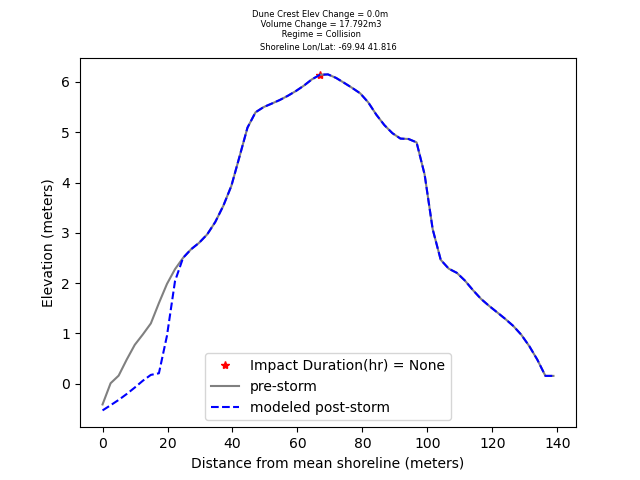 Dune Crest Elev Change = 0.0m
Volume Change = 17.792m3
Regime = Collision
Shoreline Lon/Lat: -69.94 41.816
6
5
4
3
2
1
0
Elevation (meters)
Impact Duration(hr) = None
pre-storm
modeled post-storm
0 20 40 60 80 100 120 140
Distance from mean shoreline (meters)